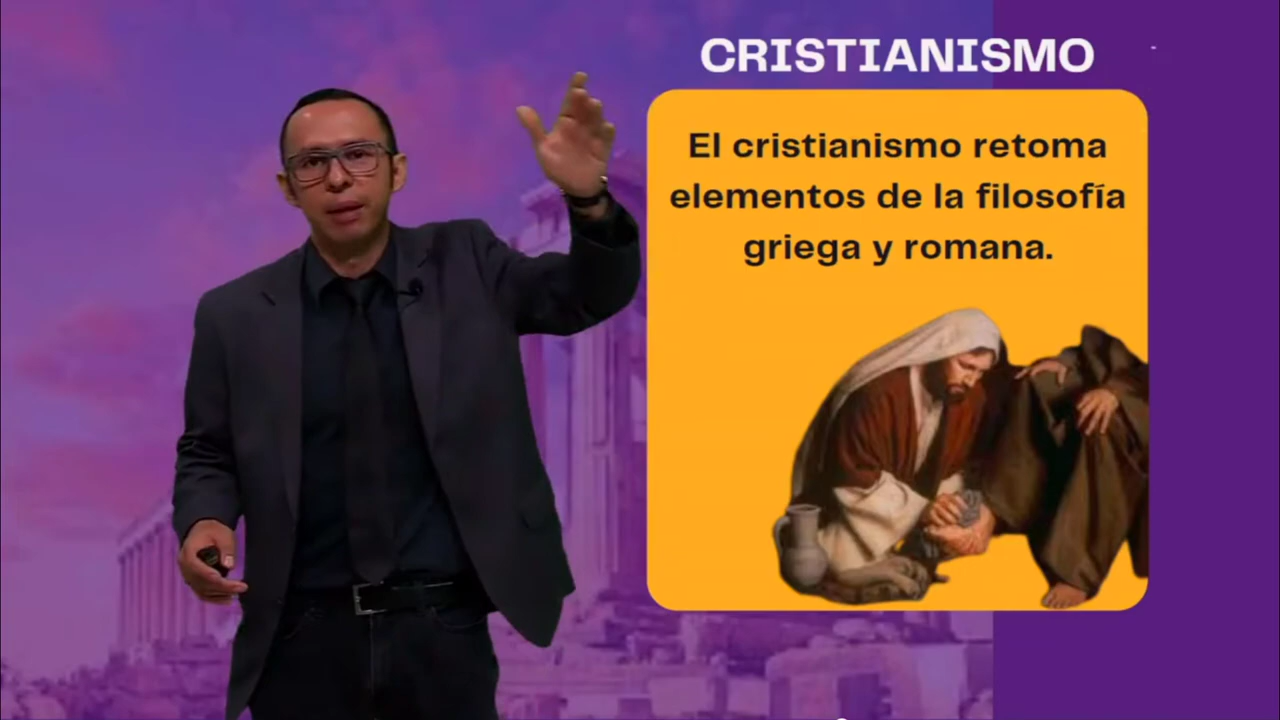 CRISTIANISMO
El cristianismo retoma
elementos de la filosofía
griega y romana.